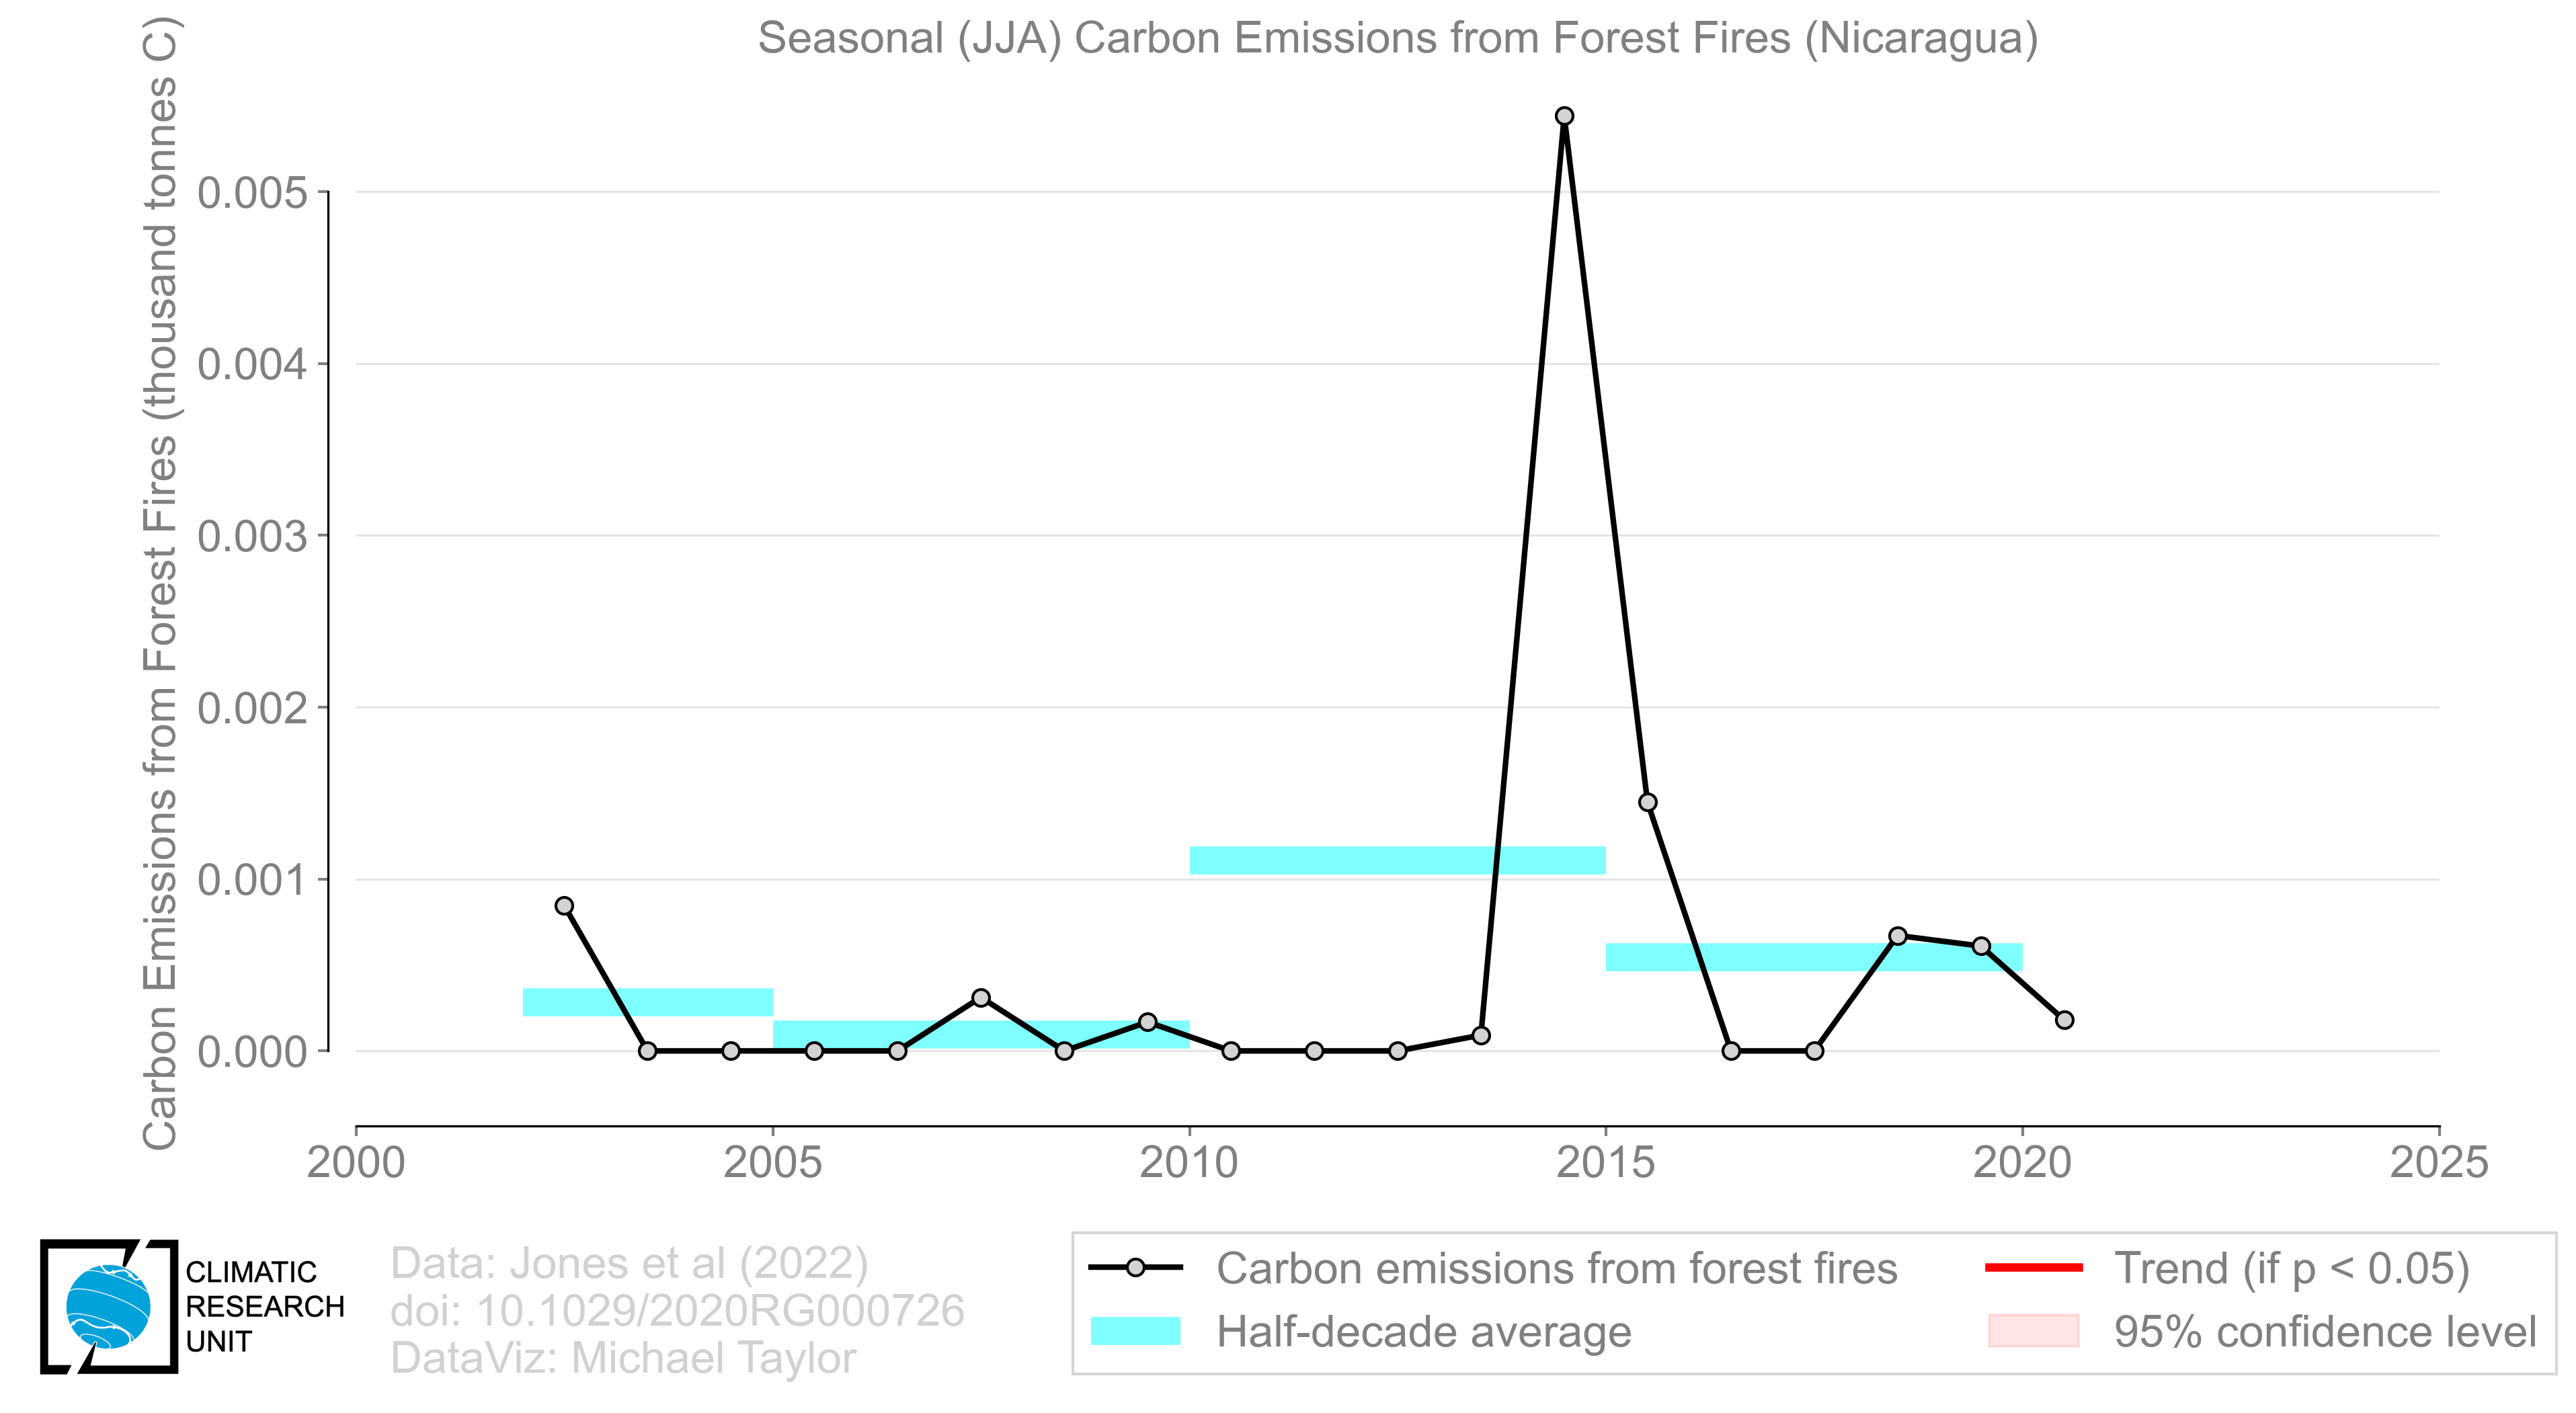 Seasonal (JJA) Carbon Emissions from Forest Fires (Nicaragua)
Carbon Emissions from Forest Fires (thousand tonnes C)
0.005
0.004
0.003
0.002
0.001
0.000
2000 2005 2010 2015 2020 2025
CLIMATIC
RESEARCH
UNIT
Data: Jones et al (2022)
doi: 10.1029/2020RG000726
DataViz: Michael Taylor
Carbon emissions from forest fires
Half-decade average
Trend (if p < 0.05)
95% confidence level